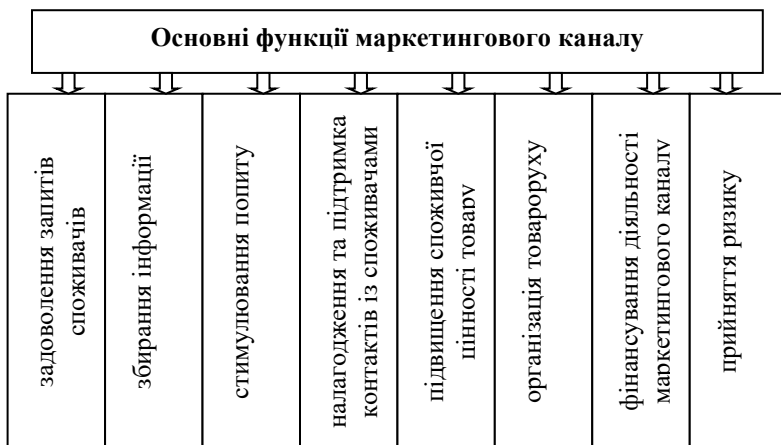 Основні функції маркетингового каналу
задоволення запитів
споживачів
збирання інформації
стимулювання попиту
налагодження та підтримка
контактів із споживачами
підвищення споживчої
цінності товару
організація товароруху
фінансування діяльності
маркетингового каналу
прийняття ризику